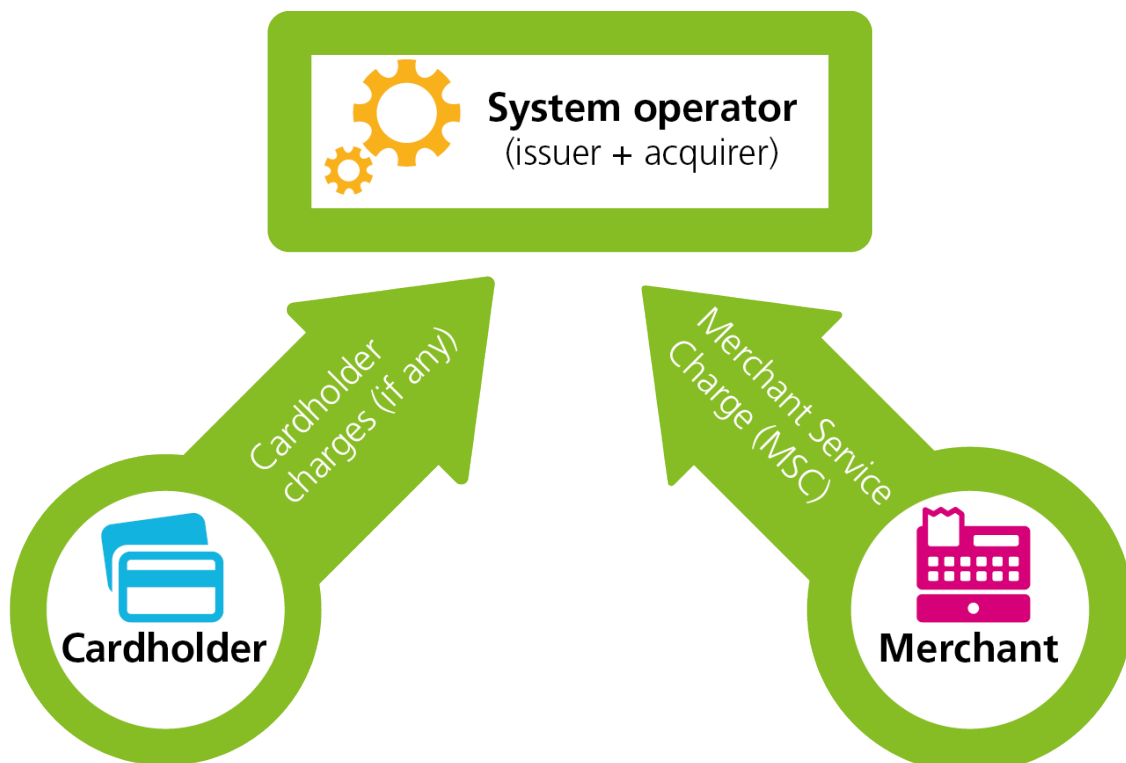 System operator
(issuer + acquirer)
Cardholder
charges (if any)
Merchant Service
Charge (MSC)
Cardholder
Merchant